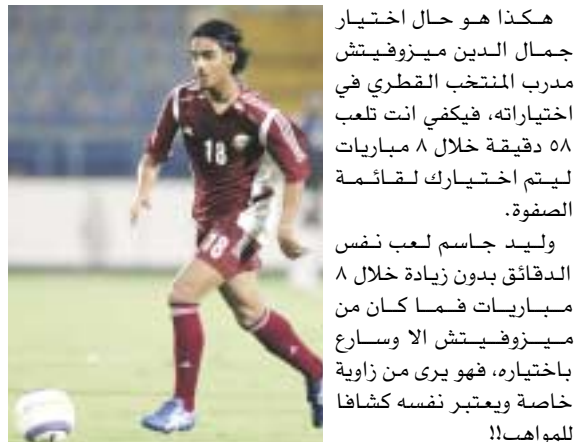 هكذا هو حال اختيار
جمال الدين ميزوفيتش
مدرب المنتخب القطري في
اختياراته، فيكفي انت تلعب
٥٨ دقيقة خلال ٨ مباريات
ليتم اختيارك لقائمة
الصفوة.
وليد جاسم لعب نفس
الدقائق بدون زيادة خلال ٨
مباريات فما كان من
ميزوفيتش الا وسارع
باختياره، فهو يرى من زاوية
خاصة ويعتبر نفسه كشافا
للمواهب!!
18
18